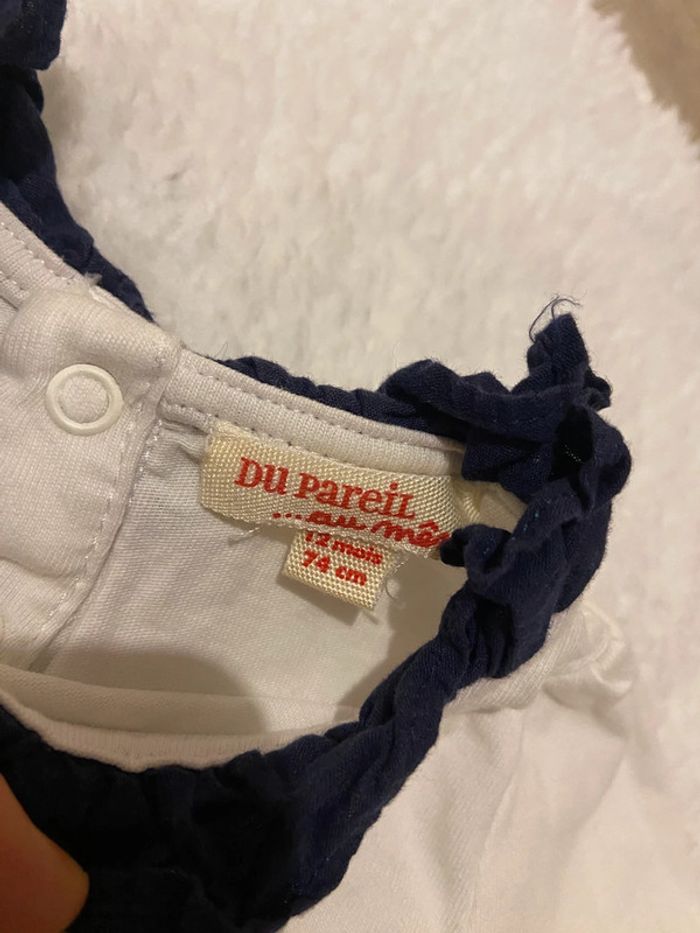 DU PAREIL
...au mê
12 mois
74 cm